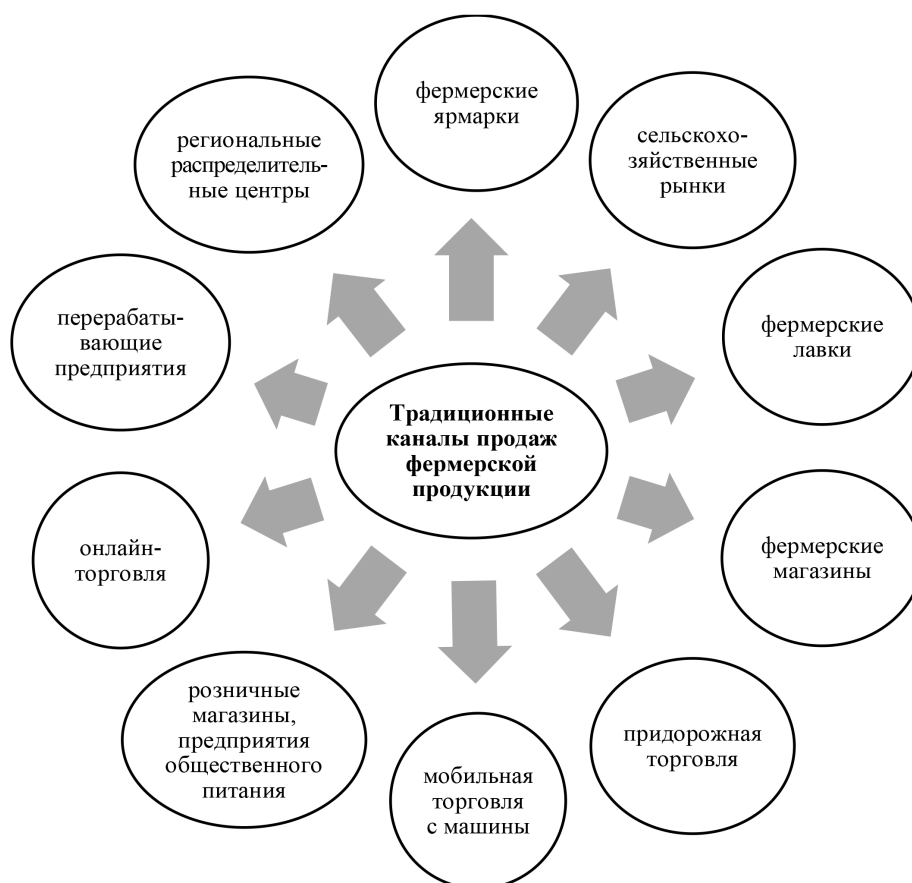 фермерские
ярмарки
сельскохо-
зяйственные
рынки
фермерские
лавки
фермерские
магазины
придорожная
торговля
мобильная
торговля
с машины
розничные
магазины,
предприятия
общественного
питания
онлайн-
торговля
перерабаты-
вающие
предприятия
региональные
распределитель-
ные центры
Традиционные
каналы продаж
фермерской
продукции